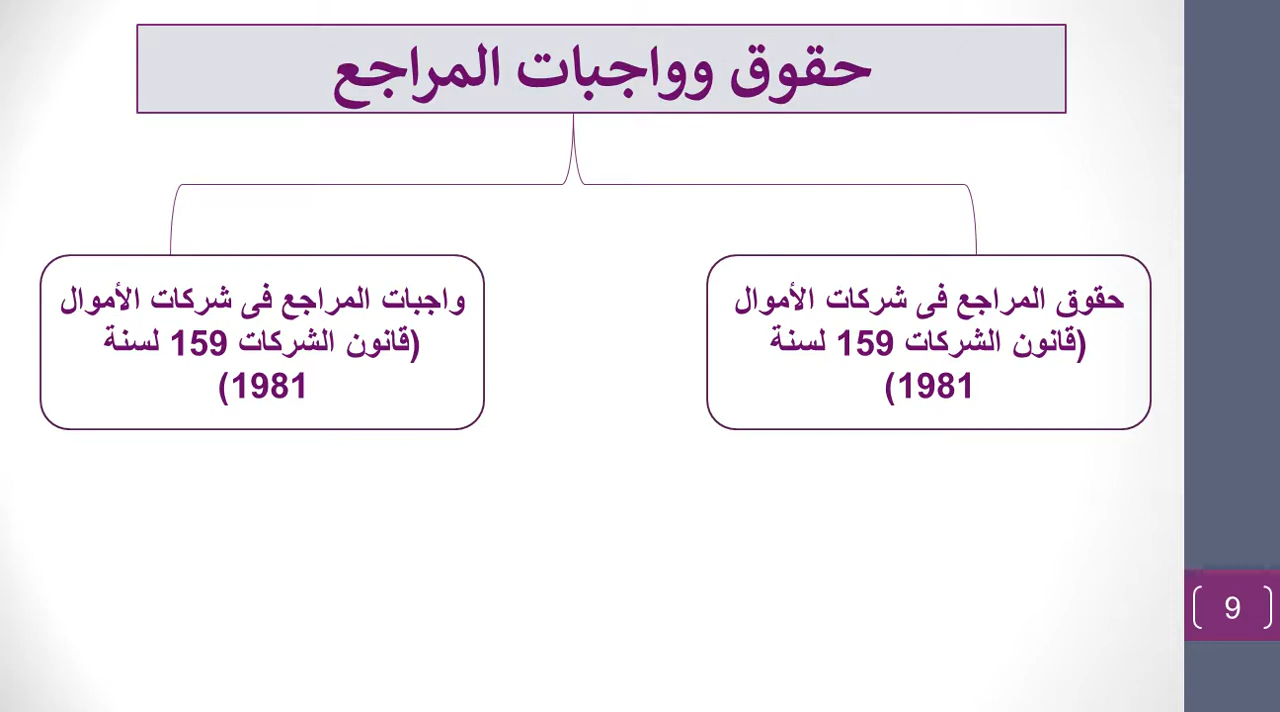 حقوق وواجبات المراجع
حقوق المراجع فى شركات الأموال
(قانون الشركات 159 لسنة
1981)
واجبات المراجع فى شركات الأموال
(قانون الشركات 159 لسنة
1981)
9